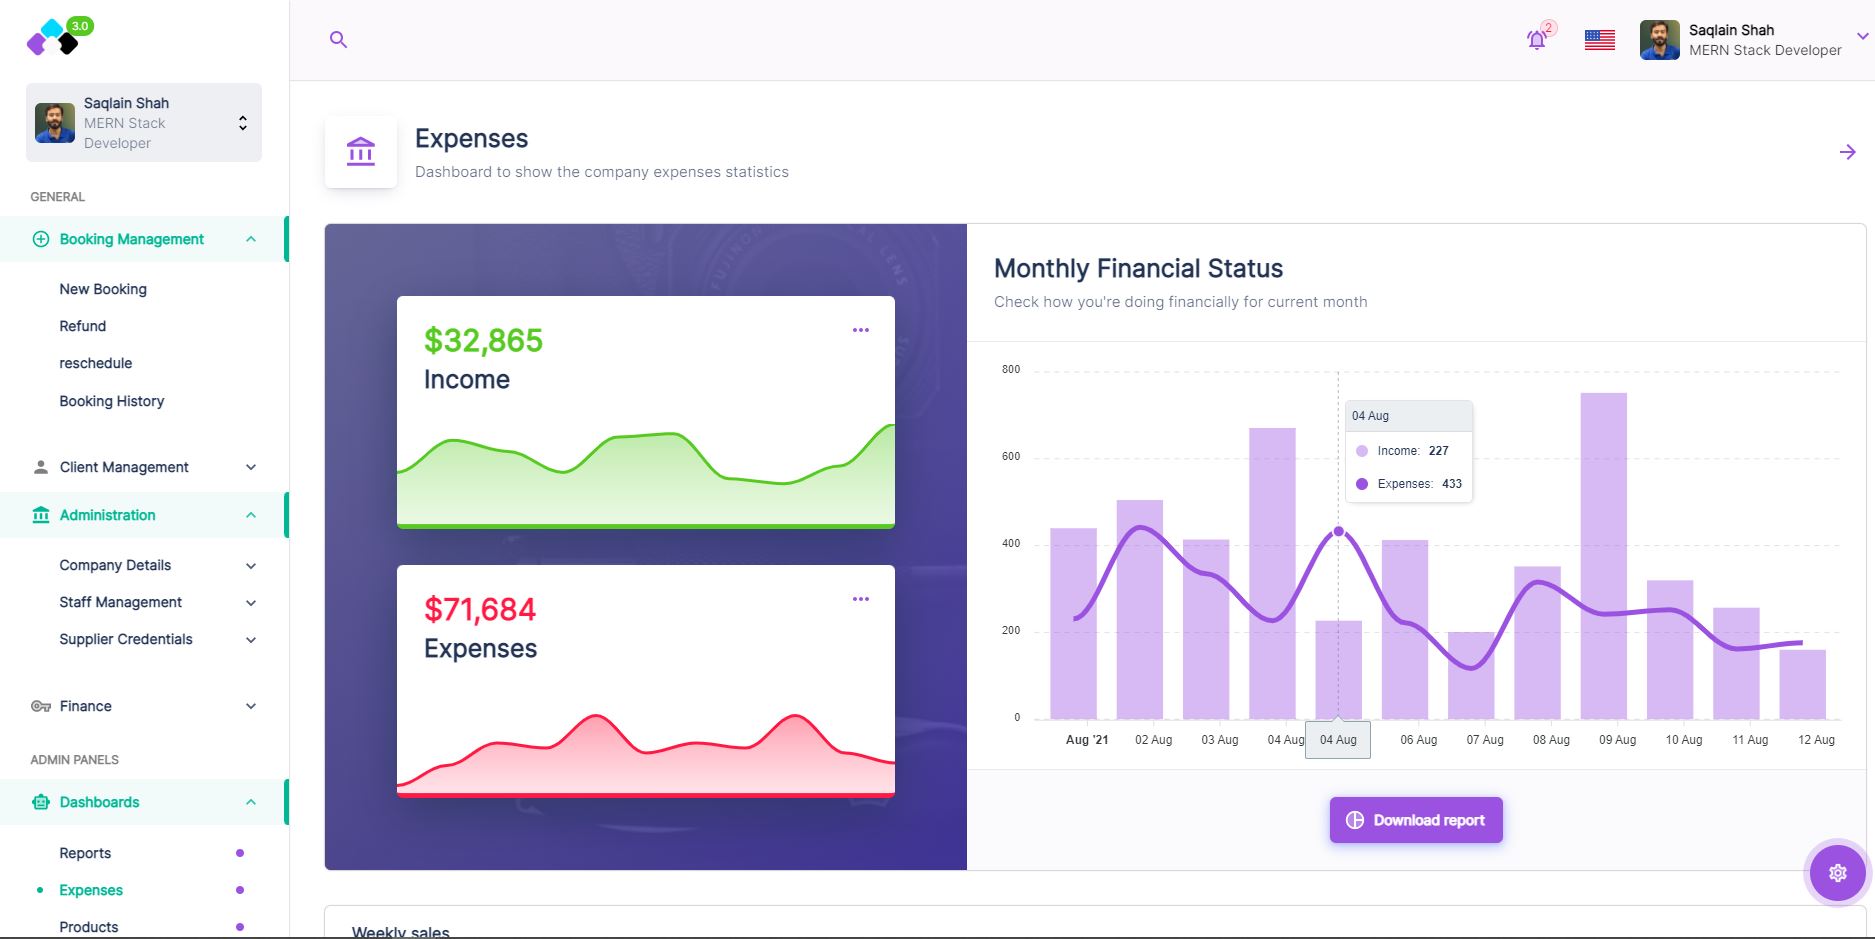 3.0
Saqlain Shah
MERN Stack
Developer
GENERAL
Booking Management
New Booking
Refund
reschedule
Booking History
Client Management
Administration
Company Details
Staff Management
Supplier Credentials
Finance
ADMIN PANELS
Dashboards
Reports
Expenses
Products
2
Saqlain Shah
MERN Stack Developer
Expenses
Dashboard to show the company expenses statistics
FUJINON
CAL LENS
$32,865
Income
$71,684
Expenses
Monthly Financial Status
Check how you're doing financially for current month
800
600
400
200
0
04 Aug
Income: 227
Expenses: 433
Aug '21 02 Aug 03 Aug 04 Aug 04 Aug 06 Aug 07 Aug 08 Aug 09 Aug 10 Aug 11 Aug 12 Aug
Download report
Weekly sales